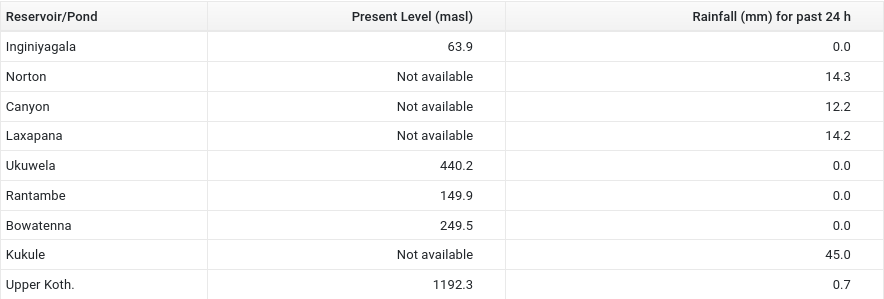 Reservoir/Pond Present Level (masl) Rainfall (mm) for past 24 h
Inginiyagala 63.9 0.0
Norton Not available 14.3
Canyon Not available 12.2
Laxapana Not available 14.2
Ukuwela 440.2 0.0
Rantambe 149.9 0.0
Bowatenna 249.5 0.0
Kukule Not available 45.0
Upper Koth. 1192.3 0.7